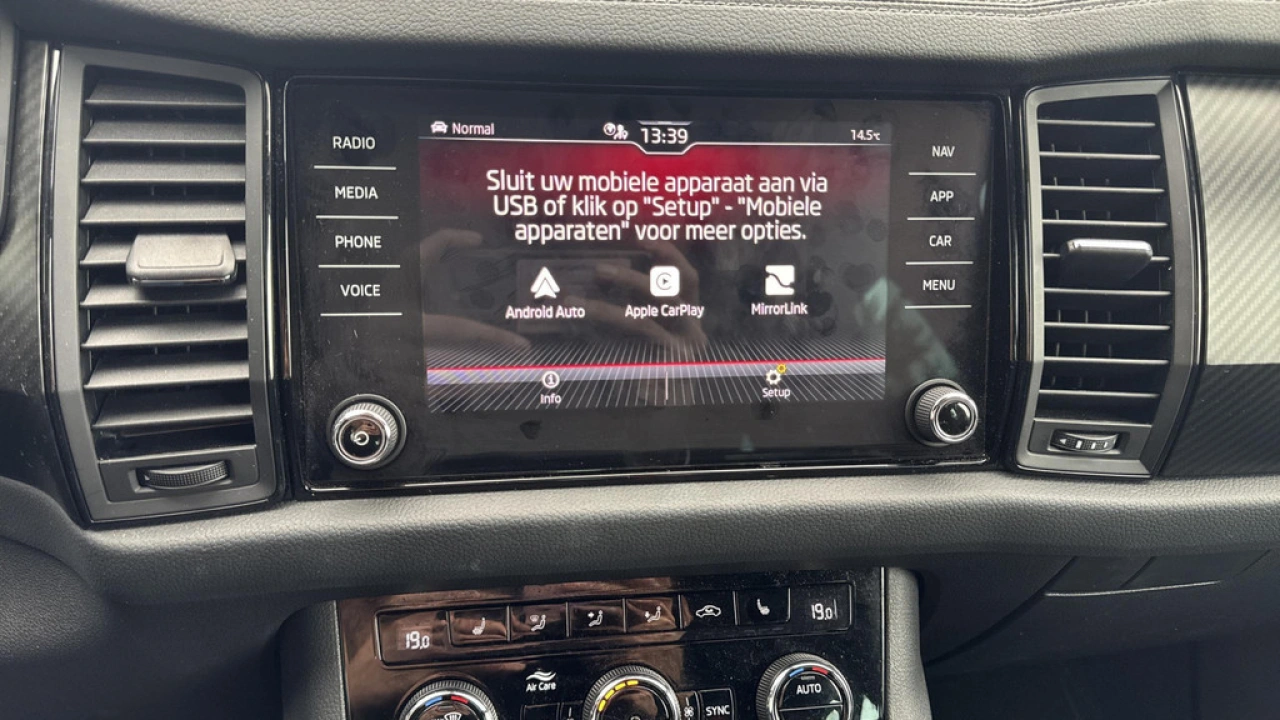 RADIO
MEDIA
PHONE
VOICE
Normal
13:39
14.5°C
Sluit uw mobiele apparaat aan via
USB of klik op "Setup" - "Mobiele
apparaten" voor meer opties.
Android Auto
Apple CarPlay
MirrorLink
Info
Setup
NAV
APP
CAR
MENU
19.0
19.0
Air Care
SYNC
AUTO